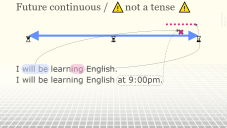 Future continuous / ⚠ not a tense ⚠
I will be learning English.
I will be learning English at 9:00pm.